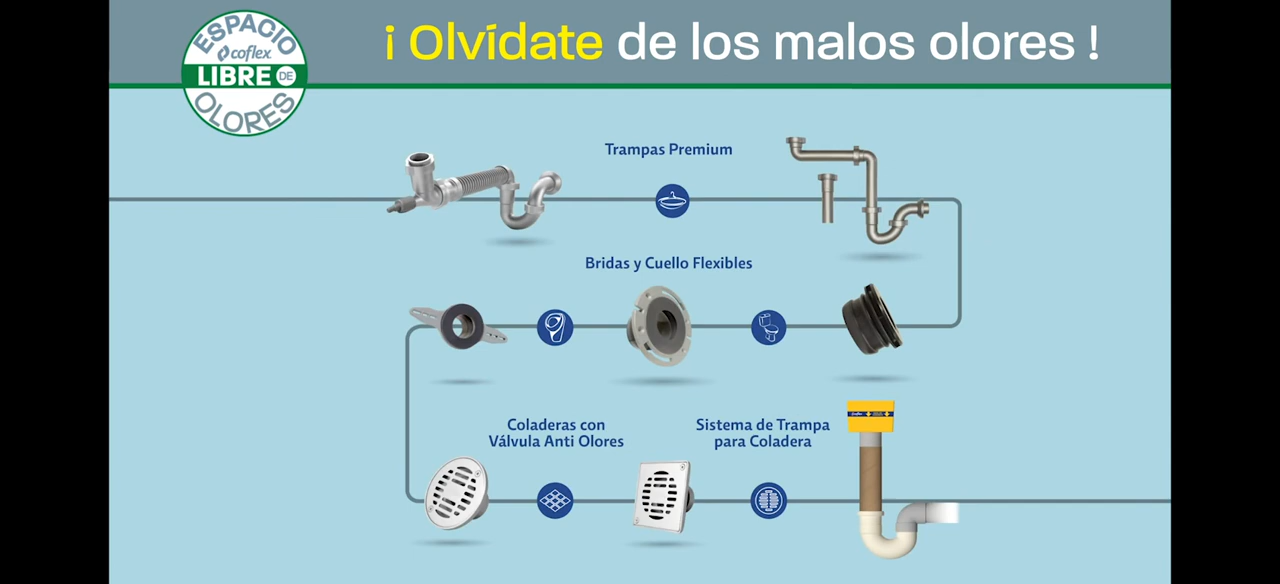 ESPACIO
coflex
LIBRE DE
OLORES
¡ Olvídate de los malos olores !
Trampas Premium
Bridas y Cuello Flexibles
Coladeras con
Válvula Anti Olores
Sistema de Trampa
para Coladera